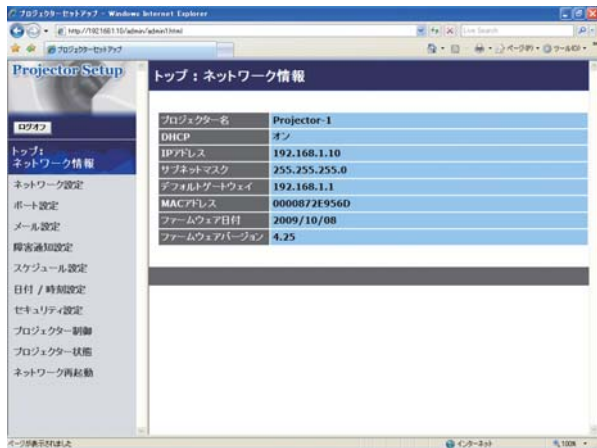 プロジェクターセットアップ - Windows Internet Explorer
Live Search
プロジェクターセットアップ
Projector Setup
ログオフ
トップ:
ネットワーク情報
ネットワーク設定
ポート設定
メール設定
障害通知設定
スケジュール設定
日付 / 時刻設定
セキュリティ設定
プロジェクター制御
プロジェクター状態
ネットワーク再起動
トップ:ネットワーク情報
プロジェクター名 Projector-1
DHCP オン
IPアドレス 192.168.1.10
サブネットマスク 255.255.255.0
デフォルトゲートウェイ 192.168.1.1
MACアドレス 0000872E956D
ファームウェア日付 2009/10/08
ファームウェアバージョン 4.25
ページが表示されました
インターネット
100%